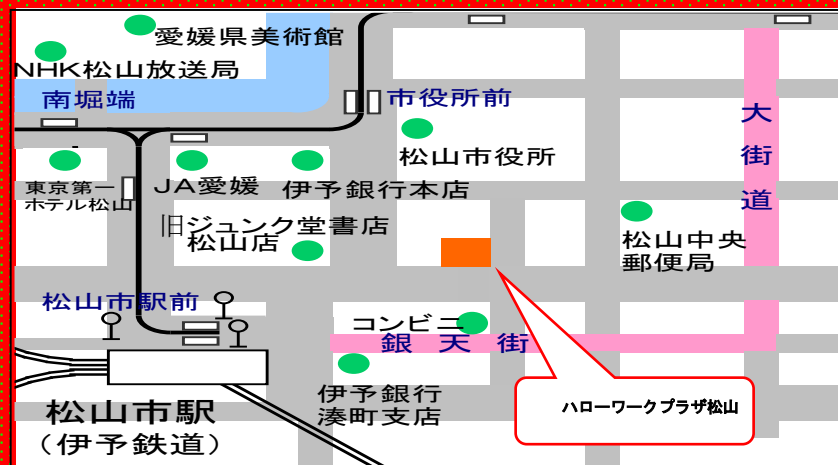 愛媛県美術館
NHK松山放送局
南堀端
市役所前
大街道
松山市役所
東京第一
ホテル松山
JA愛媛
伊予銀行本店
旧ジュンク堂書店
松山店
松山中央
郵便局
松山市駅前
コンビニ
銀天街
伊予銀行
湊町支店
ハローワークプラザ松山
松山市駅
（伊予鉄道）